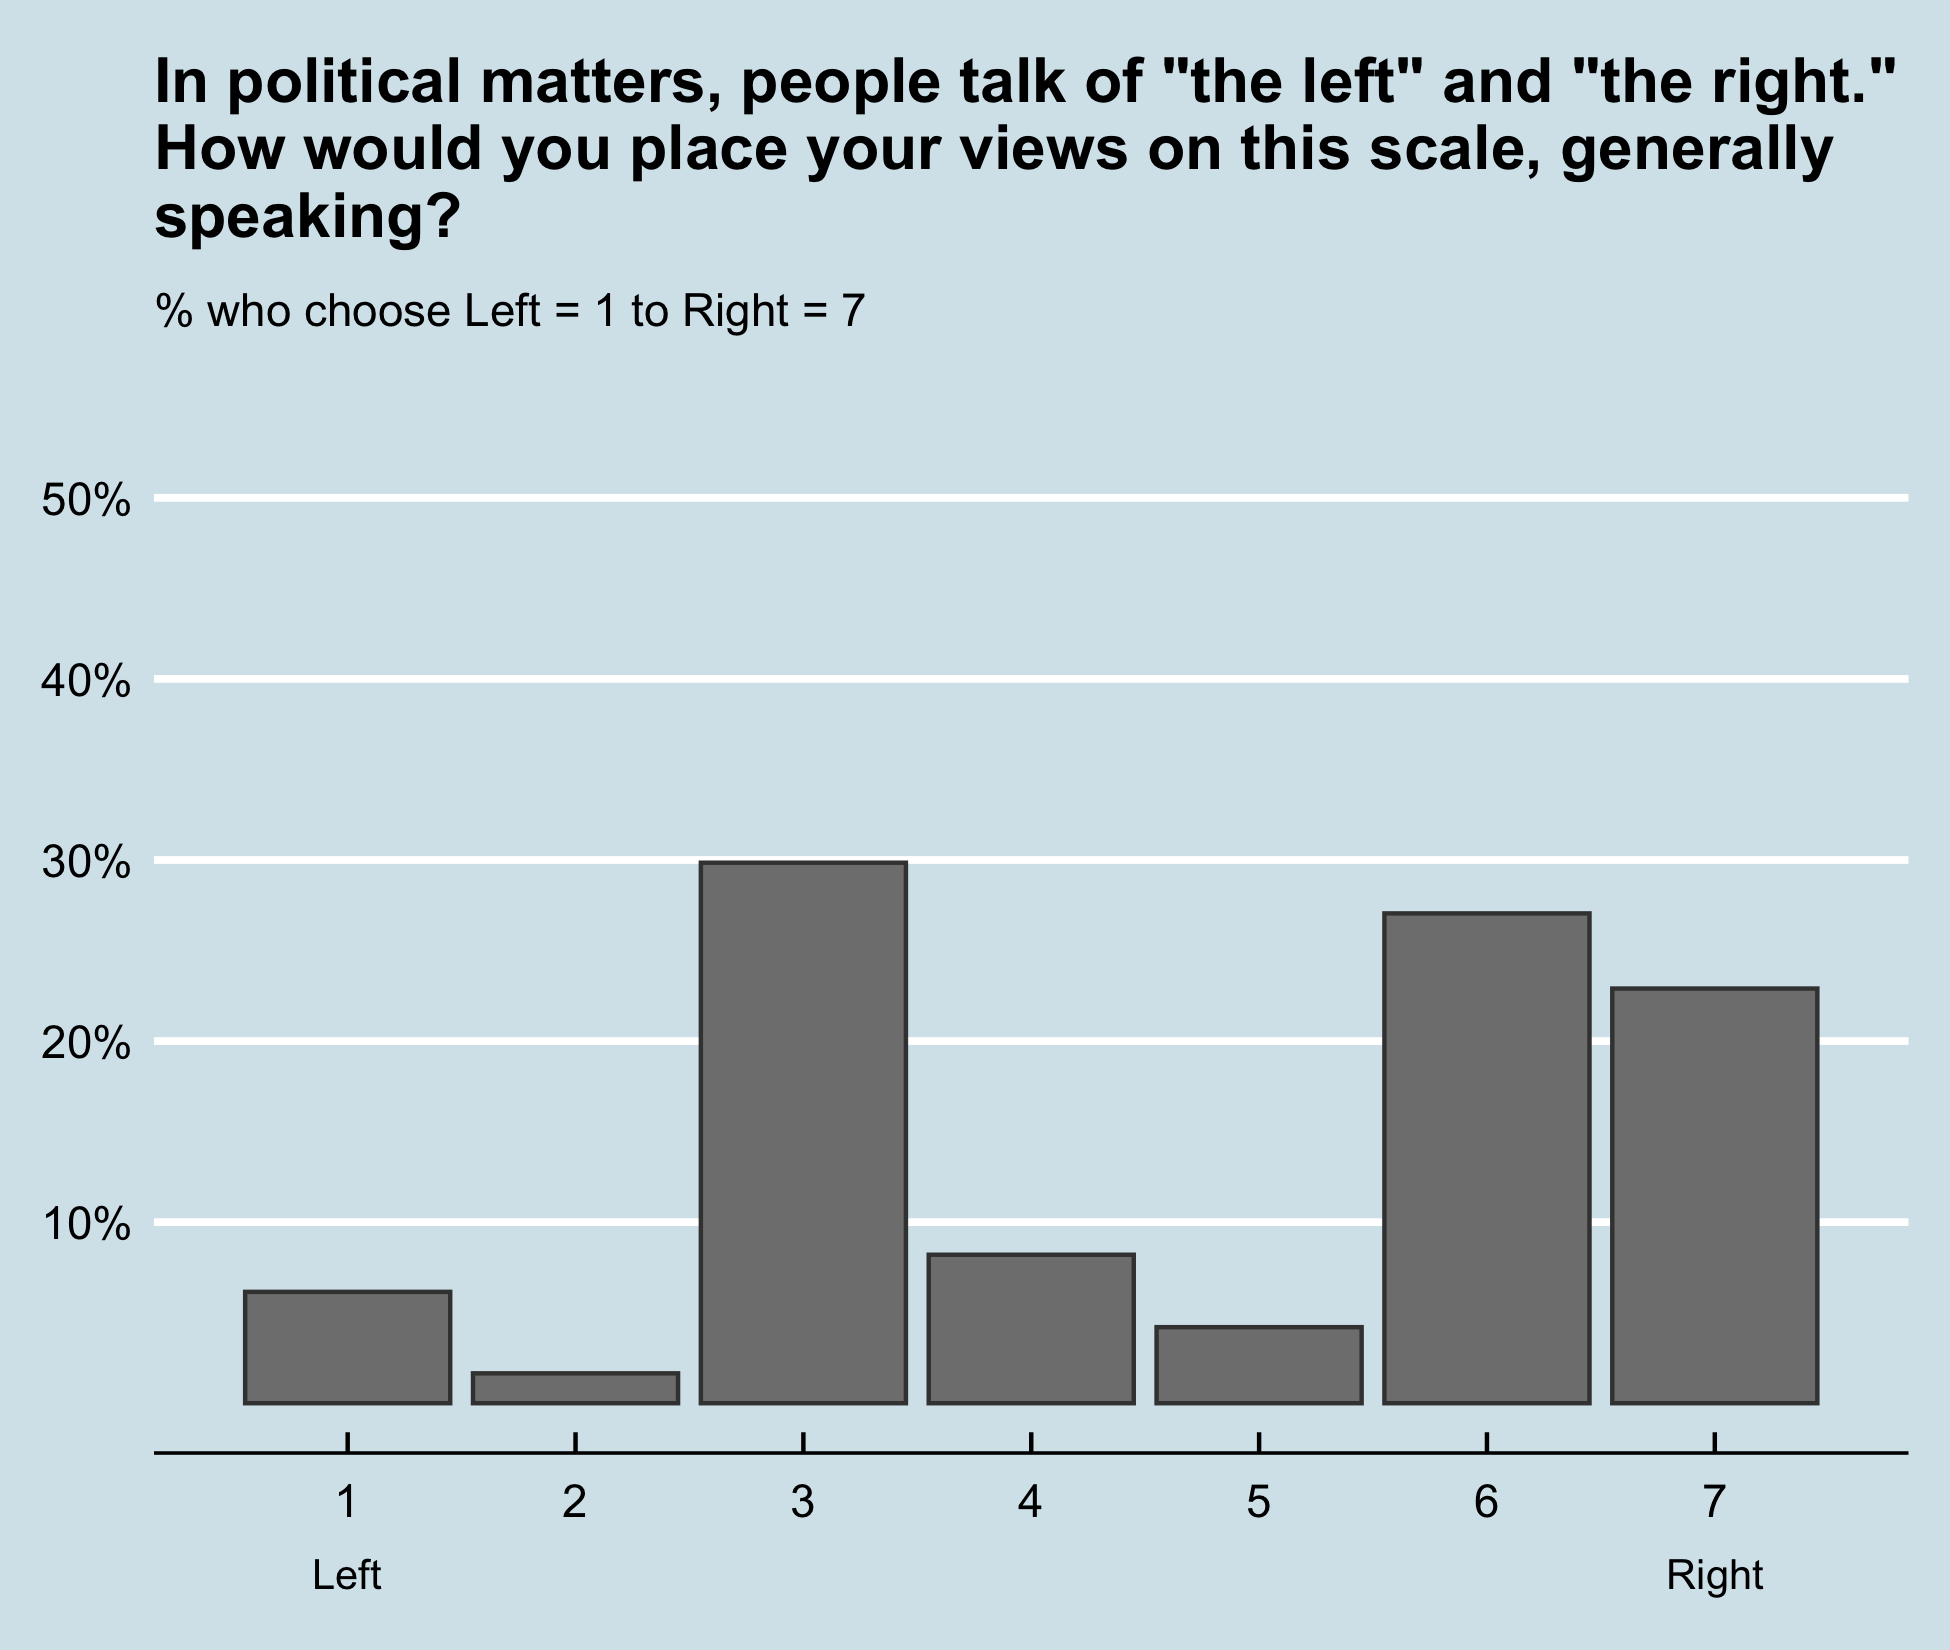 In political matters, people talk of "the left" and "the right."
How would you place your views on this scale, generally
speaking?
% who choose Left = 1 to Right = 7
50%
40%
30%
20%
10%
1 2 3 4 5 6 7
Left Right